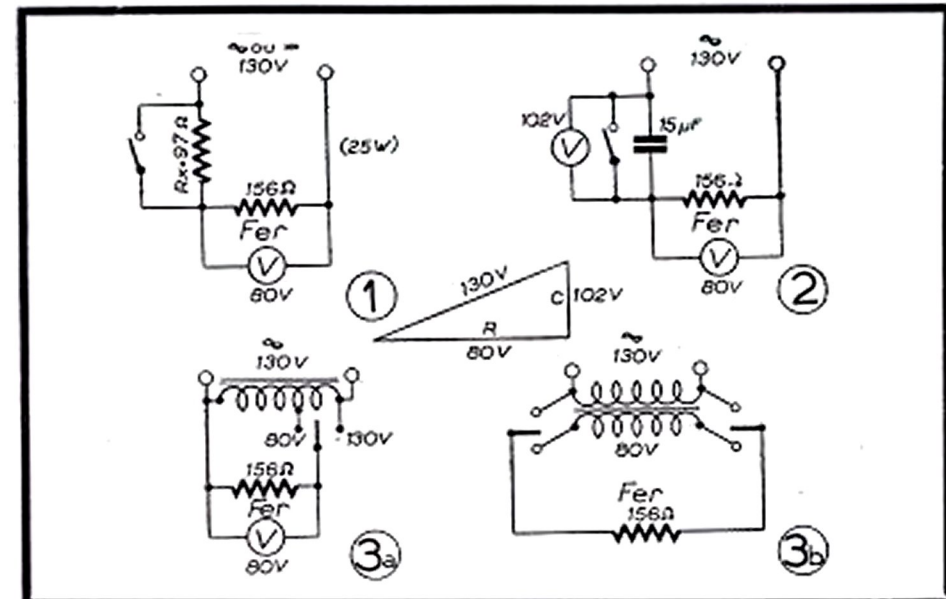 ~ ou =
130V
Rx=97Ω
(25W)
156Ω
Fer
V
80V
1
~
130V
102V
V
15µF
156Ω
Fer
V
80V
2
130V
C
102V
R
80V
~
130V
80V
130V
156Ω
Fer
V
80V
3a
~
130V
80V
Fer
156Ω
3b